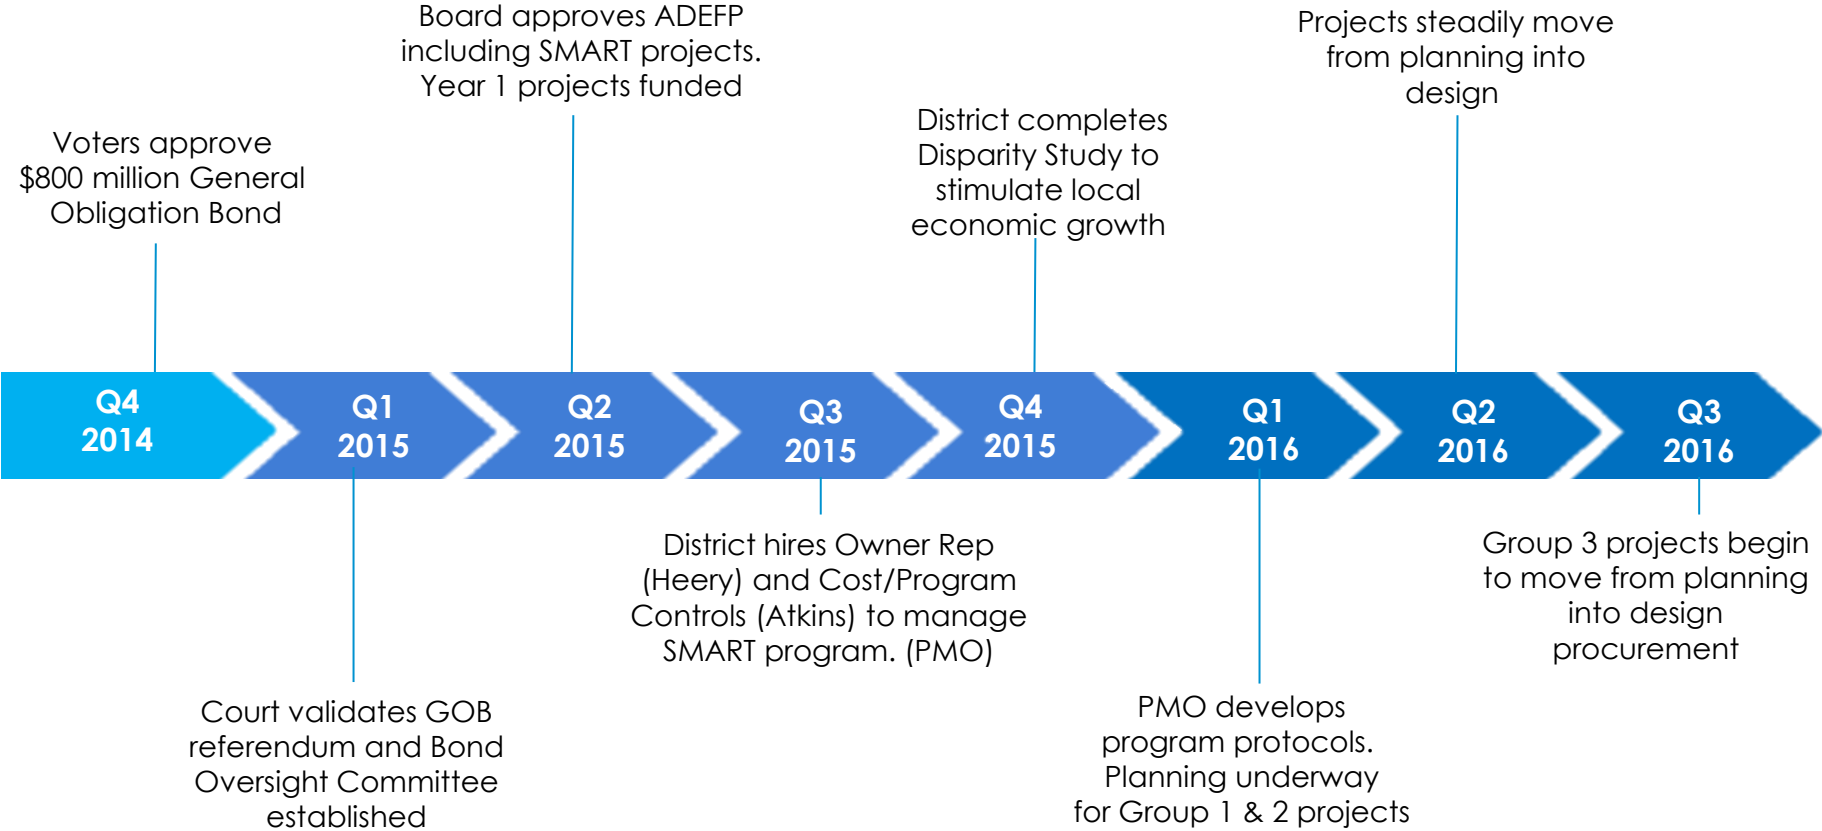 Board approves ADEFP
including SMART projects.
Year 1 projects funded
Projects steadily move
from planning into
design
Voters approve
$800 million General
Obligation Bond
District completes
Disparity Study to
stimulate local
economic growth
Q4
2014
Q1
2015
Q2
2015
Q3
2015
Q4
2015
Q1
2016
Q2
2016
Q3
2016
District hires Owner Rep
(Heery) and Cost/Program
Controls (Atkins) to manage
SMART program. (PMO)
Group 3 projects begin
to move from planning
into design
procurement
Court validates GOB
referendum and Bond
Oversight Committee
established
PMO develops
program protocols.
Planning underway
for Group 1 & 2 projects